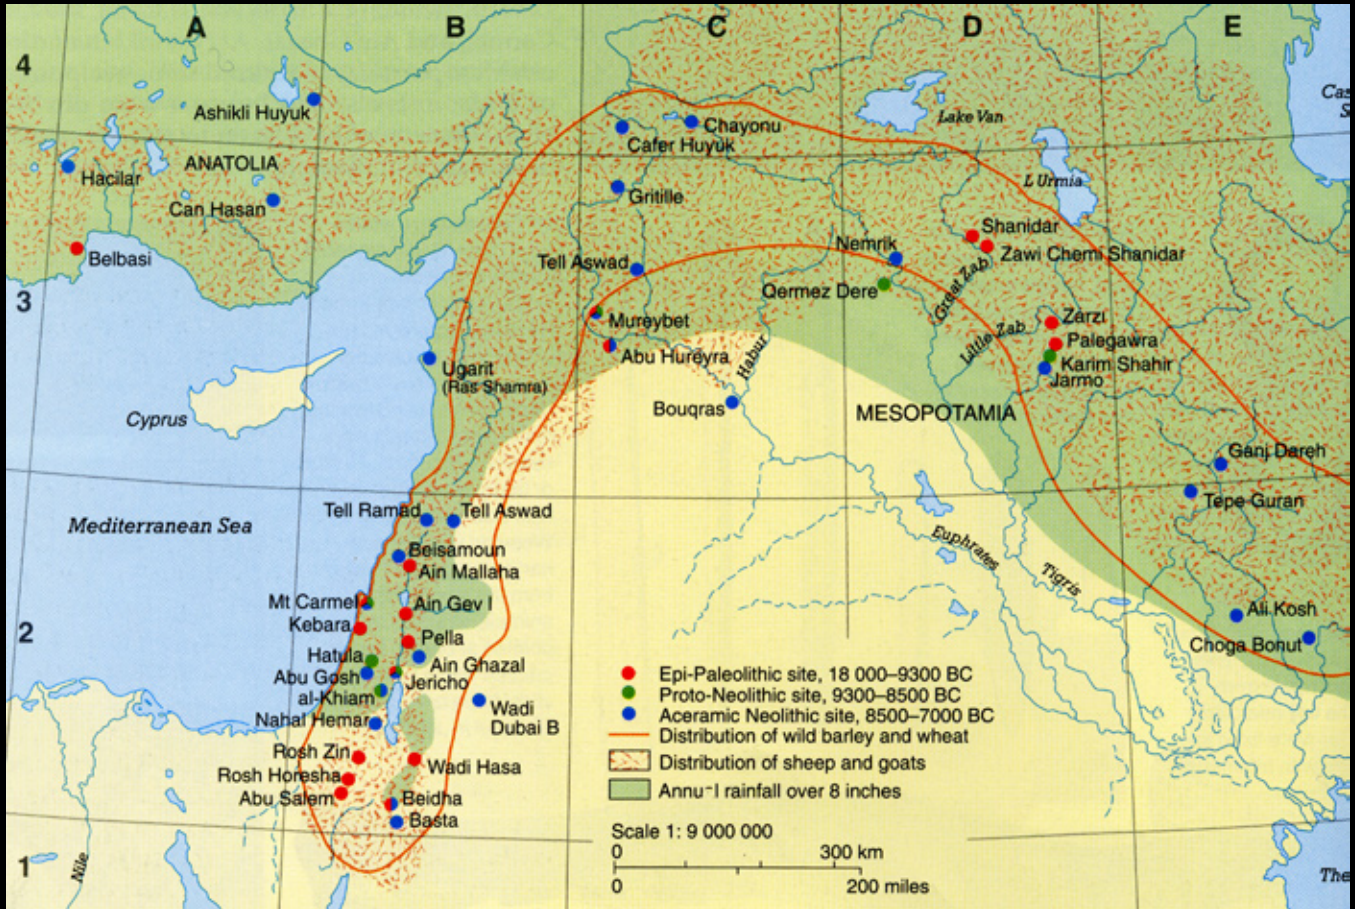 A
B
C
D
E
4
3
2
1
Ashikli Huyuk
ANATOLIA
Hacilar
Can Hasan
Belbasi
Chayonu
Cafer Huyuk
Gritille
Lake Van
L Urmia
Cas
S
Shanidar
Zawi Chemi Shanidar
Nemrik
Tell Aswad
Qermez Dere
Great Zab
Mureybet
Zarzi
Little Zab
Palegawra
Abu Hureyra
Karim Shahir
Habur
Jarmo
Ugarit
(Ras Shamra)
Bouqras
MESOPOTAMIA
Cyprus
Ganj Dareh
Tepe Guran
Mediterranean Sea
Tell Ramad
Tell Aswad
Beisamoun
Ain Mallaha
Euphrates
Tigris
Mt Carmel
Ain Gev I
Kebara
Ali Kosh
Pella
Choga Bonut
Hatula
Ain Ghazal
Abu Gosh
Jericho
al-Khiam
Nahal Hemar
Wadi
Dubai B
Rosh Zin
Wadi Hasa
Rosh Horesha
Abu Salem
Beidha
Basta
Nile
The
Epi-Paleolithic site, 18 000–9300 BC
Proto-Neolithic site, 9300–8500 BC
Aceramic Neolithic site, 8500–7000 BC
Distribution of wild barley and wheat
Distribution of sheep and goats
Annu-l rainfall over 8 inches
Scale 1: 9 000 000
0 300 km
0 200 miles